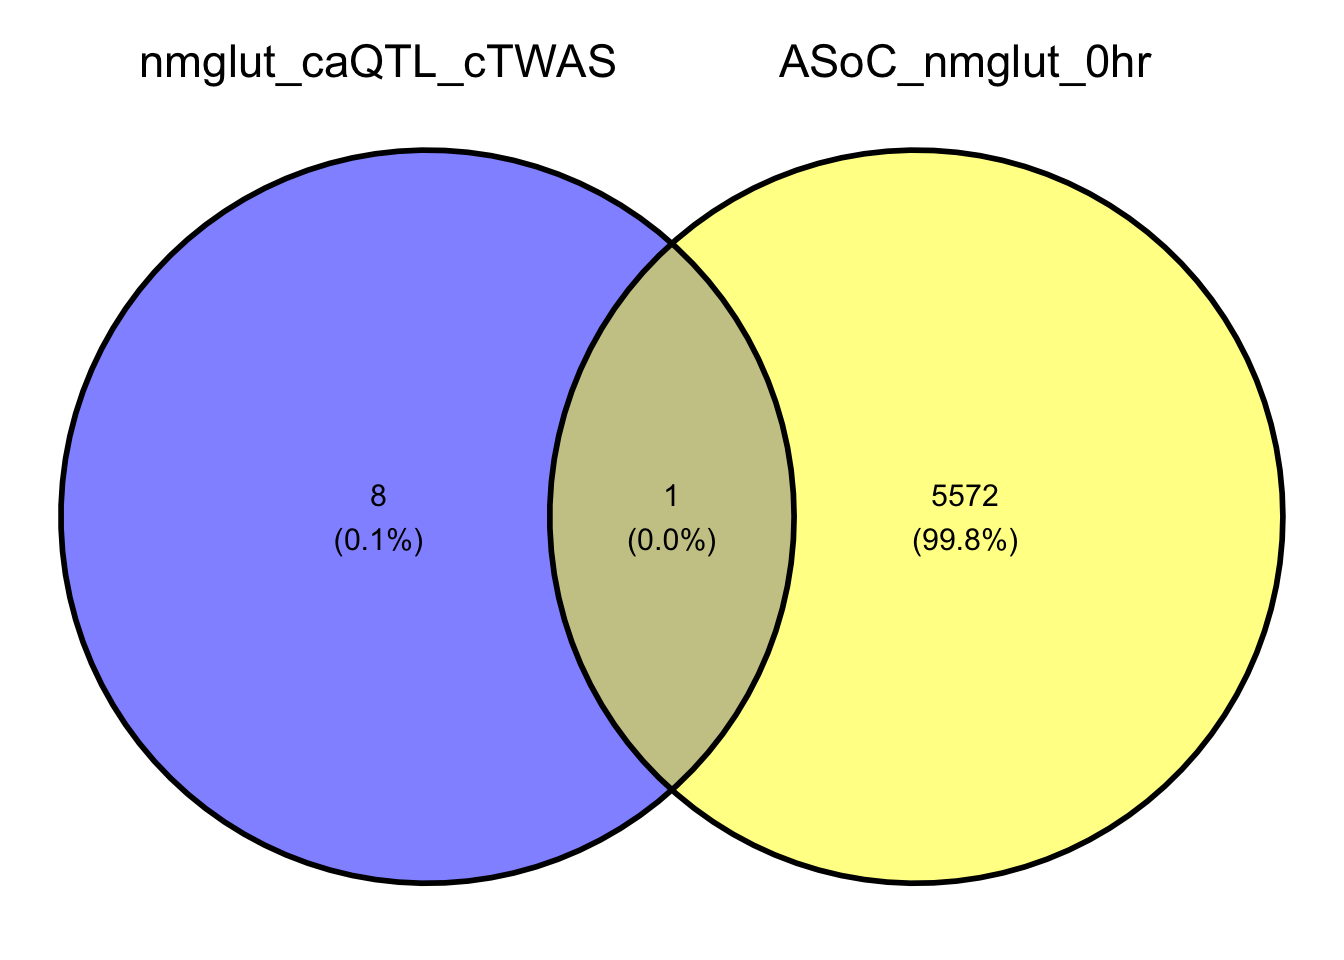 nmglut_caQTL_cTWAS ASoC_nmglut_0hr
8 1 5572
(0.1%) (0.0%) (99.8%)